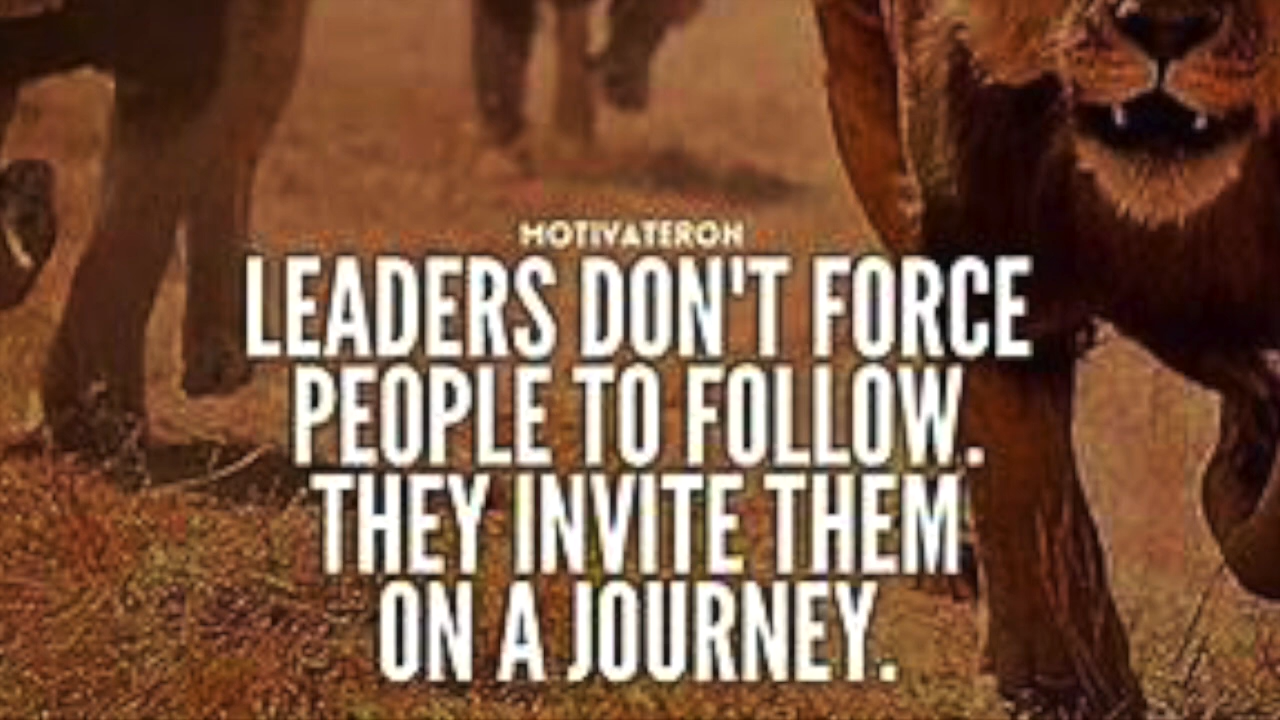 MOTIVATERON
LEADERS DON'T FORCE
PEOPLE TO FOLLOW.
THEY INVITE THEM
ON A JOURNEY.